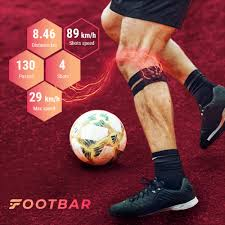 8.46
Distance km
89 km/h
Shots speed
130
Passes
4
Shots
29 km/h
Max speed
FOOTBAR